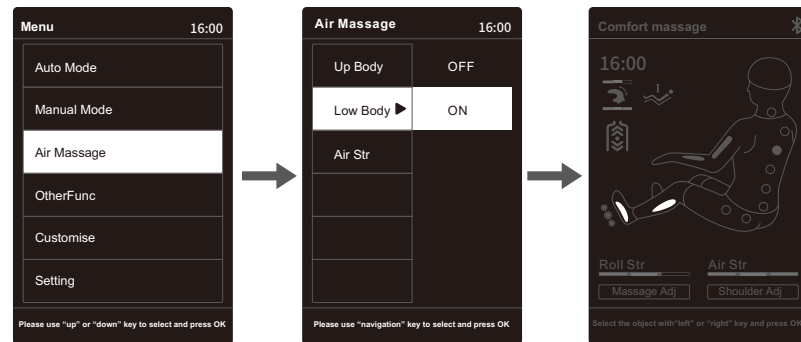 Menu 16:00
Auto Mode
Manual Mode
Air Massage
OtherFunc
Customise
Setting
Please use “up” or “down” key to select and press OK
Air Massage 16:00
Up Body OFF
Low Body ON
Air Str
Please use “navigation” key to select and press OK
Comfort massage
16:00
I
Roll Str Air Str
Massage Adj Shoulder Adj
Select the object with“left” or “right” key and press OK